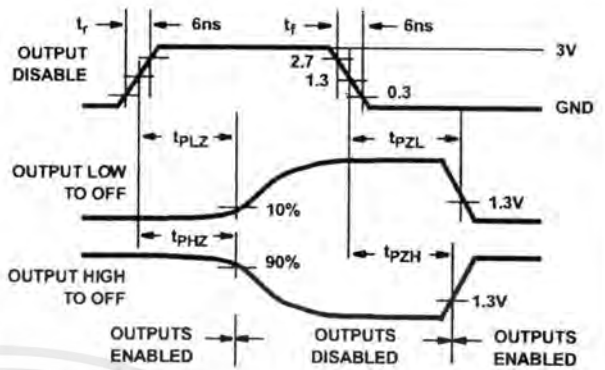 tr 6ns tf 6ns
OUTPUT
DISABLE
3V
2.7
1.3
0.3
GND
tPLZ tPZL
OUTPUT LOW
TO OFF
10%
1.3V
tPHZ
90%
tPZH
OUTPUT HIGH
TO OFF
1.3V
OUTPUTS
ENABLED
OUTPUTS
DISABLED
OUTPUTS
ENABLED